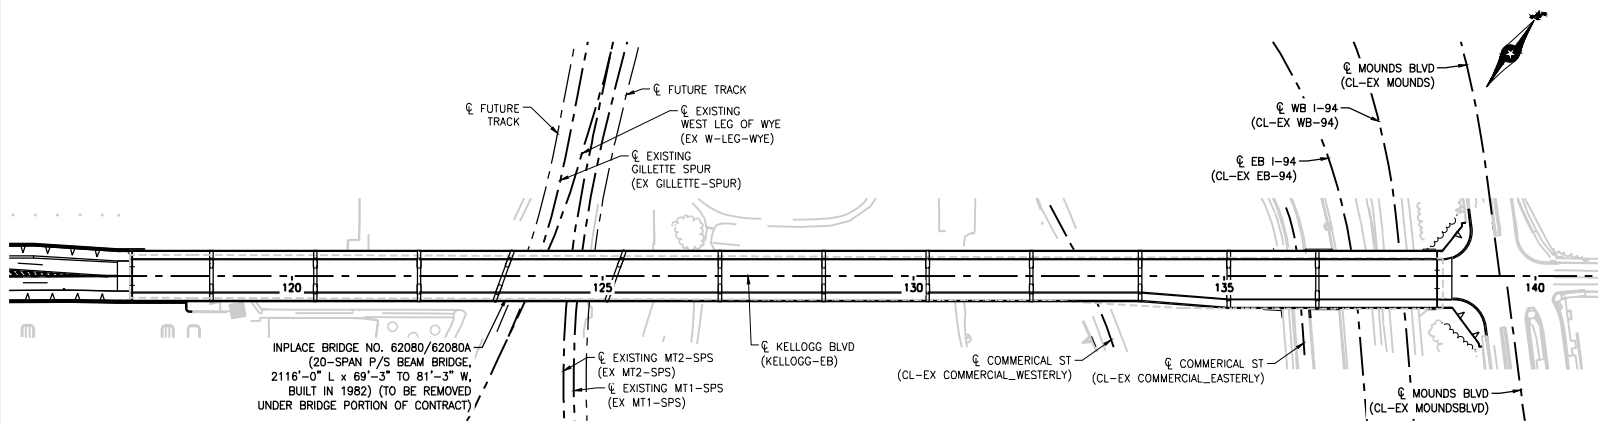 ℄ MOUNDS BLVD
(CL-EX MOUNDS)
℄ FUTURE TRACK
℄ FUTURE
TRACK
℄ EXISTING
WEST LEG OF WYE
(EX W-LEG-WYE)
℄ WB I-94
(CL-EX WB-94)
℄ EXISTING
GILLETTE SPUR
(EX GILLETTE-SPUR)
℄ EB I-94
(CL-EX EB-94)
120
125
130
135
140
INPLACE BRIDGE NO. 62080/62080A
(20-SPAN P/S BEAM BRIDGE,
2116'-0" L x 69'-3" TO 81'-3" W,
BUILT IN 1982) (TO BE REMOVED
UNDER BRIDGE PORTION OF CONTRACT)
℄ EXISTING MT2-SPS
(EX MT2-SPS)
℄ EXISTING MT1-SPS
(EX MT1-SPS)
℄ KELLOGG BLVD
(KELLOGG-EB)
℄ COMMERICAL ST
(CL-EX COMMERCIAL_WESTERLY)
℄ COMMERICAL ST
(CL-EX COMMERCIAL_EASTERLY)
℄ MOUNDS BLVD
(CL-EX MOUNDSBLVD)